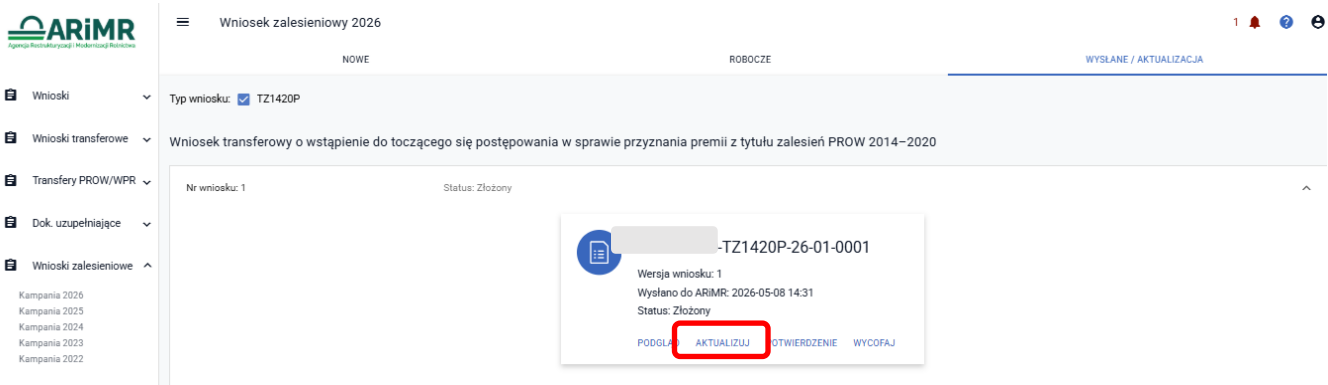 ARiMR
Agencja Restrukturyzacji i Modernizacji Rolnictwa
Wniosek zalesieniowy 2026
1
NOWE
ROBOCZE
WYSŁANE / AKTUALIZACJA
Wnioski
Wnioski transferowe
Transfery PROW/WPR
Dok. uzupełniające
Wnioski zalesieniowe
Kampania 2026
Kampania 2025
Kampania 2024
Kampania 2023
Kampania 2022
Typ wniosku: TZ1420P
Wniosek transferowy o wstąpienie do toczącego się postępowania w sprawie przyznania premii z tytułu zalesień PROW 2014–2020
Nr wniosku: 1
Status: Złożony
-TZ1420P-26-01-0001
Wersja wniosku: 1
Wysłano do ARiMR: 2026-05-08 14:31
Status: Złożony
PODGLĄD AKTUALIZUJ POTWIERDZENIE WYCOFAJ